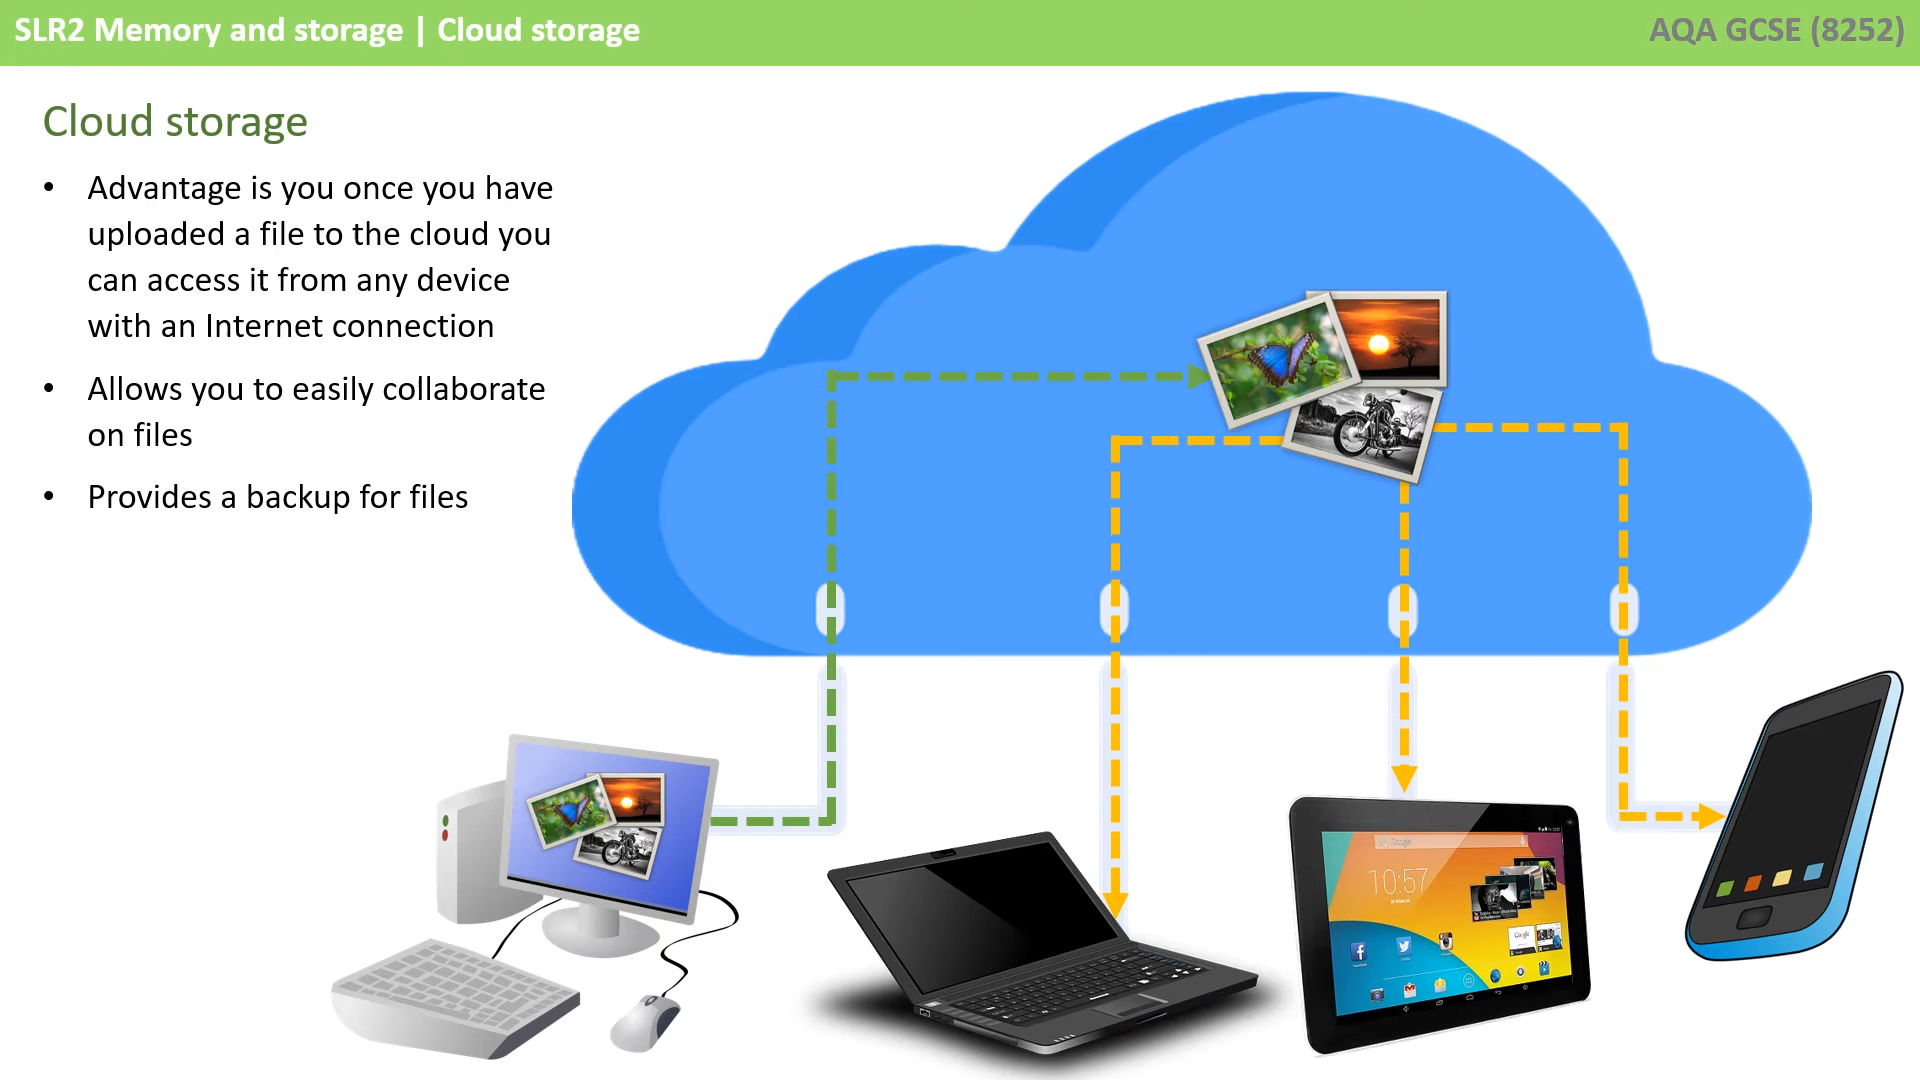 SLR2 Memory and storage | Cloud storage
AQA GCSE (8252)
Cloud storage
• Advantage is you once you have
uploaded a file to the cloud you
can access it from any device
with an Internet connection
• Allows you to easily collaborate
on files
• Provides a backup for files
10:57
Google